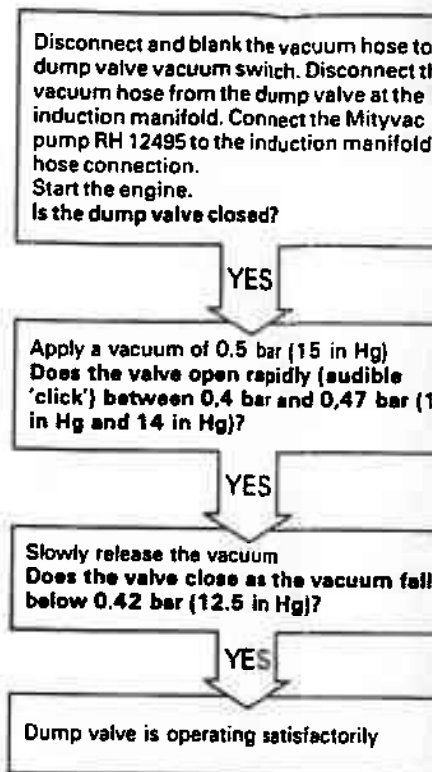 Disconnect and blank the vacuum hose to
dump valve vacuum switch. Disconnect th
vacuum hose from the dump valve at the
induction manifold. Connect the Mityvac
pump RH 12495 to the induction manifold
hose connection.
Start the engine.
Is the dump valve closed?
YES
Apply a vacuum of 0.5 bar (15 in Hg)
Does the valve open rapidly (audible
'click') between 0,4 bar and 0,47 bar (1
in Hg and 14 in Hg)?
YES
Slowly release the vacuum
Does the valve close as the vacuum fall
below 0.42 bar (12.5 in Hg)?
YES
Dump valve is operating satisfactorily